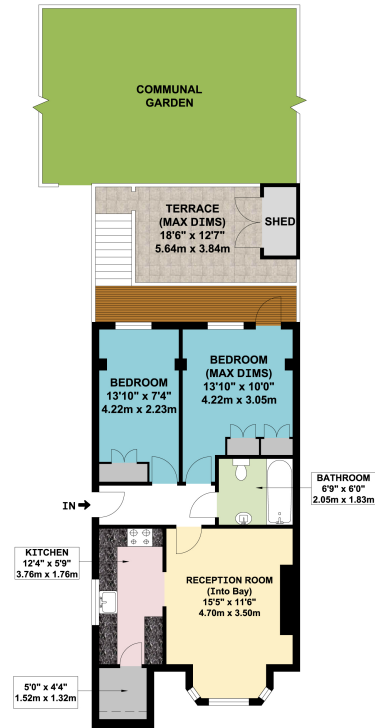 COMMUNAL
GARDEN
TERRACE
(MAX DIMS)
18'6" x 12'7"
5.64m x 3.84m
SHED
BEDROOM
13'10" x 7'4"
4.22m x 2.23m
BEDROOM
(MAX DIMS)
13'10" x 10'0"
4.22m x 3.05m
BATHROOM
6'9" x 6'0"
2.05m x 1.83m
IN
KITCHEN
12'4" x 5'9"
3.76m x 1.76m
RECEPTION ROOM
(Into Bay)
15'5" x 11'6"
4.70m x 3.50m
5'0" x 4'4"
1.52m x 1.32m